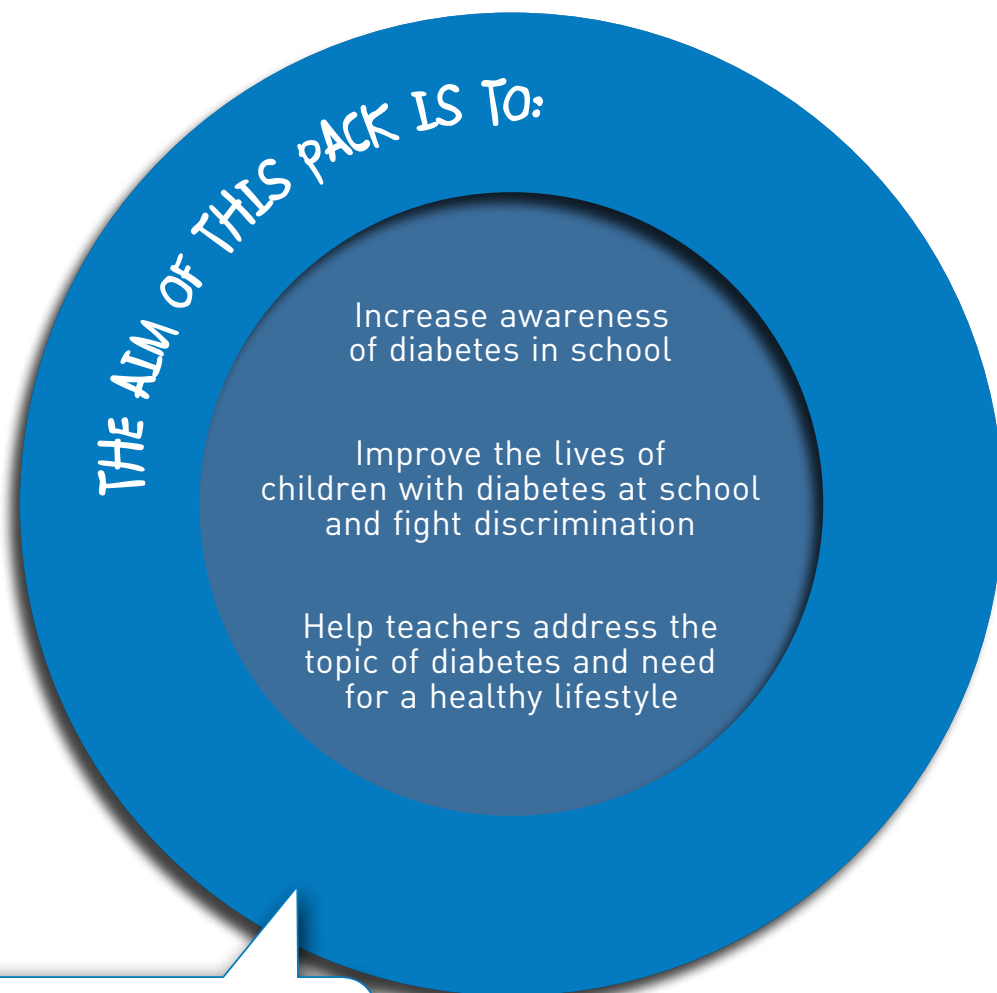 THE AIM OF THIS PACK IS TO:
Increase awareness
of diabetes in school
Improve the lives of
children with diabetes at school
and fight discrimination
Help teachers address the
topic of diabetes and need
for a healthy lifestyle